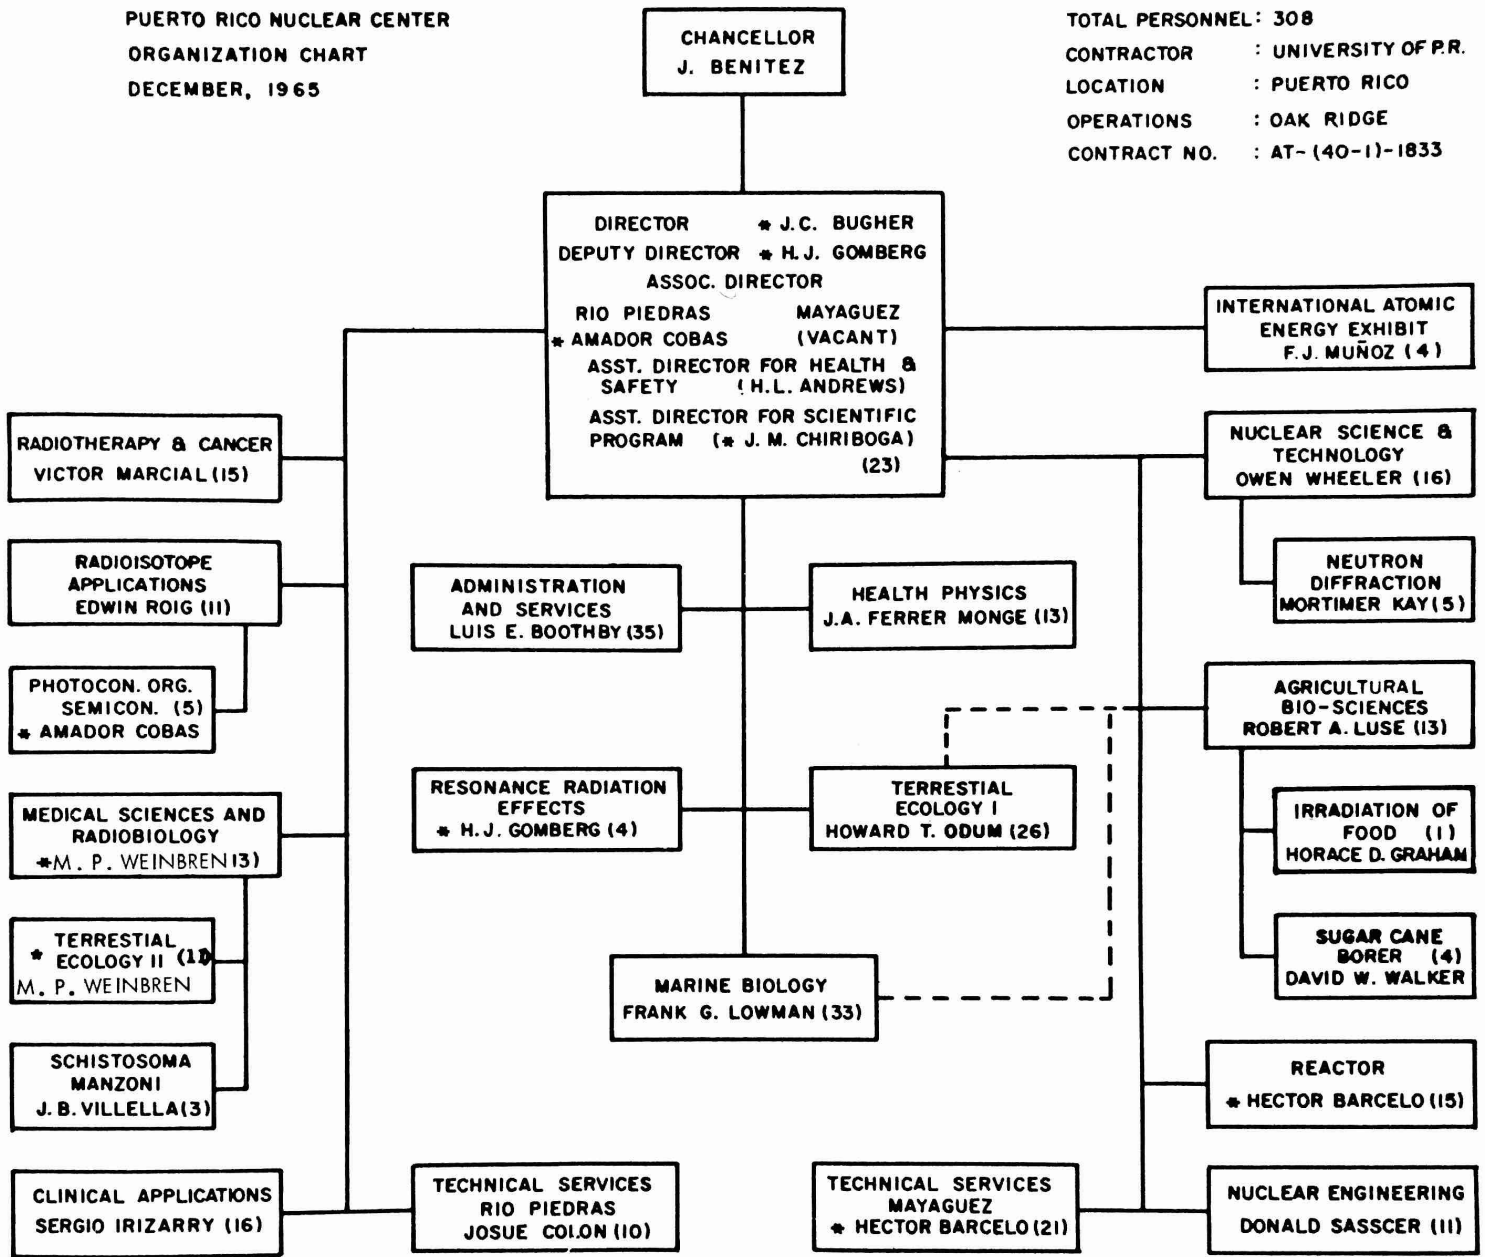 PUERTO RICO NUCLEAR CENTER
ORGANIZATION CHART
DECEMBER, 1965
CHANCELLOR
J. BENITEZ
TOTAL PERSONNEL: 308
CONTRACTOR : UNIVERSITY OF P.R.
LOCATION : PUERTO RICO
OPERATIONS : OAK RIDGE
CONTRACT NO. : AT-(40-1)-1833
DIRECTOR * J.C. BUGHER
DEPUTY DIRECTOR * H.J. GOMBERG
ASSOC. DIRECTOR
RIO PIEDRAS MAYAGUEZ
* AMADOR COBAS (VACANT)
ASST. DIRECTOR FOR HEALTH &
SAFETY (H.L. ANDREWS)
ASST. DIRECTOR FOR SCIENTIFIC
PROGRAM (* J. M. CHIRIBOGA)
(23)
INTERNATIONAL ATOMIC
ENERGY EXHIBIT
F.J. MUÑOZ (4)
RADIOTHERAPY & CANCER
VICTOR MARCIAL (15)
NUCLEAR SCIENCE &
TECHNOLOGY
OWEN WHEELER (16)
RADIOISOTOPE
APPLICATIONS
EDWIN ROIG (11)
ADMINISTRATION
AND SERVICES
LUIS E. BOOTHBY (35)
HEALTH PHYSICS
J.A. FERRER MONGE (13)
NEUTRON
DIFFRACTION
MORTIMER KAY (5)
PHOTOCON. ORG.
SEMICON. (5)
* AMADOR COBAS
AGRICULTURAL
BIO-SCIENCES
ROBERT A. LUSE (13)
MEDICAL SCIENCES AND
RADIOBIOLOGY
*M. P. WEINBREN 13)
RESONANCE RADIATION
EFFECTS
* H.J. GOMBERG (4)
TERRESTIAL
ECOLOGY I
HOWARD T. ODUM (26)
IRRADIATION OF
FOOD (1)
HORACE D. GRAHAM
* TERRESTIAL
ECOLOGY II (11)
M. P. WEINBREN
SUGAR CANE
BORER (4)
DAVID W. WALKER
MARINE BIOLOGY
FRANK G. LOWMAN (33)
SCHISTOSOMA
MANZONI
J.B. VILLELLA (3)
REACTOR
* HECTOR BARCELO (15)
CLINICAL APPLICATIONS
SERGIO IRIZARRY (16)
TECHNICAL SERVICES
RIO PIEDRAS
JOSUE COLON (10)
TECHNICAL SERVICES
MAYAGUEZ
* HECTOR BARCELO (21)
NUCLEAR ENGINEERING
DONALD SASSCER (11)